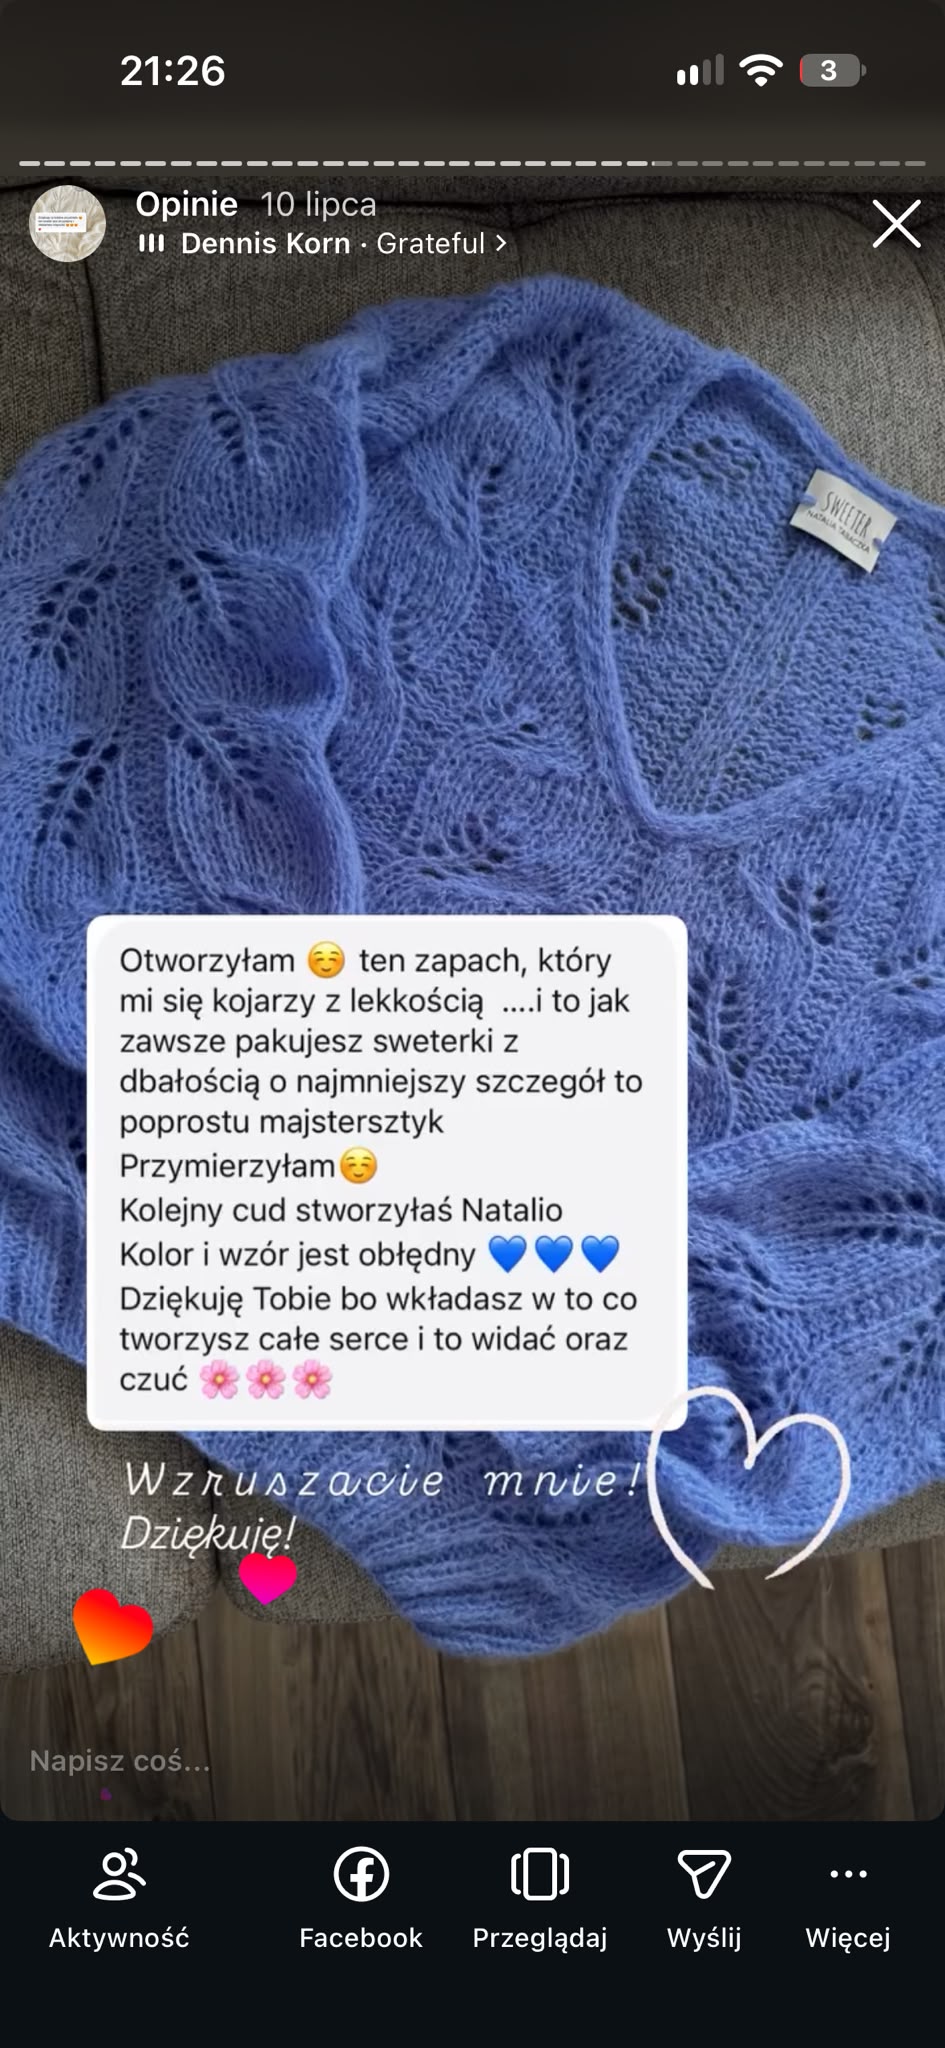 21:26
3
Opinie 10 lipca
Dennis Korn · Grateful >
SWEETER
NATALIA TABACZKA
Otworzyłam ☺️ ten zapach, który
mi się kojarzy z lekkością ....i to jak
zawsze pakujesz sweterki z
dbałością o najmniejszy szczegół to
poprostu majstersztyk
Przymierzyłam☺️
Kolejny cud stworzyłaś Natalio
Kolor i wzór jest obłędny 💙💙💙
Dziękuję Tobie bo wkładasz w to co
tworzysz całe serce i to widać oraz
czuć 🌸🌸🌸
Wzruszacie mnie!
Dziękuję!
Napisz coś...
Aktywność Facebook Przeglądaj Wyślij Więcej